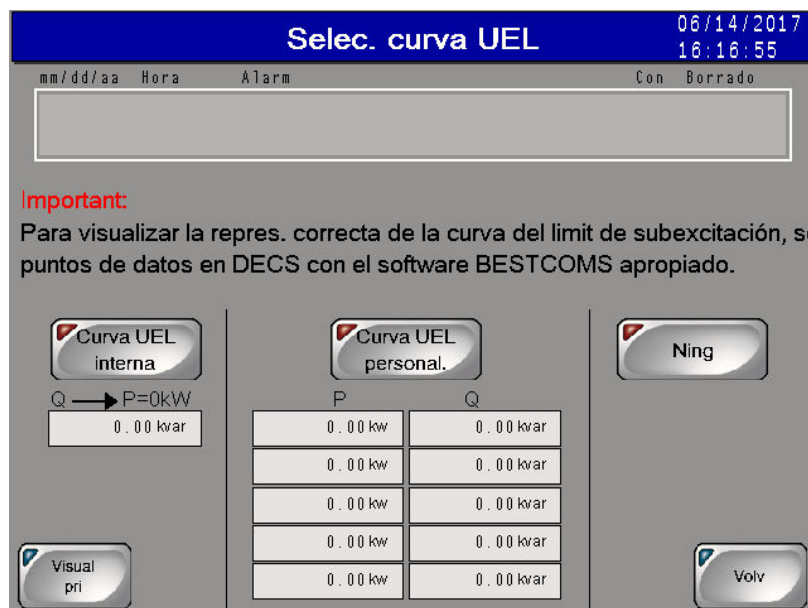 Selec. curva UEL
06/14/2017
16:16:55
mm/dd/aa Hora Alarm Con Borrado
Important:
Para visualizar la repres. correcta de la curva del limit de subexcitación, s
puntos de datos en DECS con el software BESTCOMS apropiado.
Curva UEL
interna
Curva UEL
personal.
Ning
Q P=0kW
P Q
0.00 kvar
0.00 kw 0.00 kvar
0.00 kw 0.00 kvar
0.00 kw 0.00 kvar
0.00 kw 0.00 kvar
0.00 kw 0.00 kvar
Visual
pri
Volv